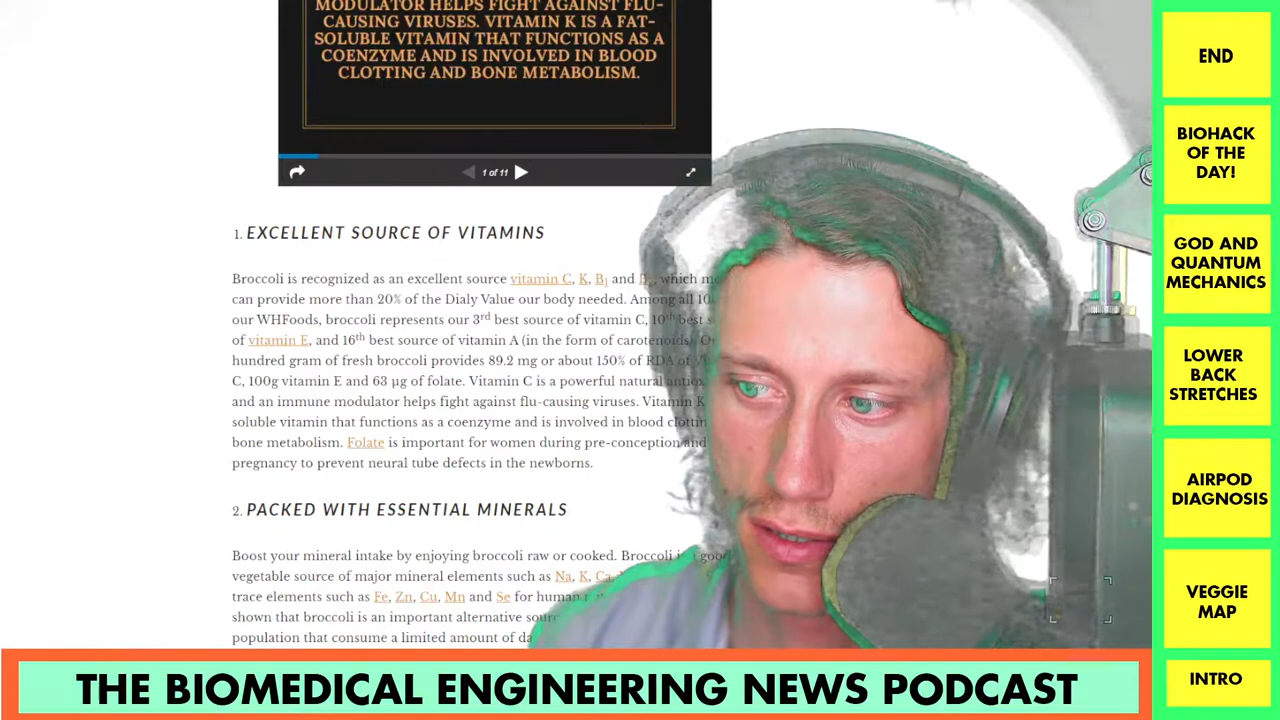 MODULATOR HELPS FIGHT AGAINST FLU-
CAUSING VIRUSES. VITAMIN K IS A FAT-
SOLUBLE VITAMIN THAT FUNCTIONS AS A
COENZYME AND IS INVOLVED IN BLOOD
CLOTTING AND BONE METABOLISM.
1 of 11
1. EXCELLENT SOURCE OF VITAMINS
Broccoli is recognized as an excellent source vitamin C, K, B1 and which
can provide more than 20% of the Dialy Value our body needed. Among all
our WHFoods, broccoli represents our 3rd best source of vitamin C, 10th best
of vitamin E, and 16th best source of vitamin A (in the form of carotenoids).
hundred gram of fresh broccoli provides 89.2 mg or about 150% of RDA of
C, 100g vitamin E and 63 µg of folate. Vitamin C is a powerful natural
and an immune modulator helps fight against flu-causing viruses. Vitamin K
soluble vitamin that functions as a coenzyme and is involved in blood
bone metabolism. Folate is important for women during pre-conception and
pregnancy to prevent neural tube defects in the newborns.
2. PACKED WITH ESSENTIAL MINERALS
Boost your mineral intake by enjoying broccoli raw or cooked. Broccoli good
vegetable source of major mineral elements such as Na, K, Ca,
trace elements such as Fe, Zn, Cu, Mn and Se for human
shown that broccoli is an important alternative
population that consume a limited amount of
END
BIOHACK
OF THE
DAY!
GOD AND
QUANTUM
MECHANICS
LOWER
BACK
STRETCHES
AIRPOD
DIAGNOSIS
VEGGIE
MAP
INTRO
THE BIOMEDICAL ENGINEERING NEWS PODCAST